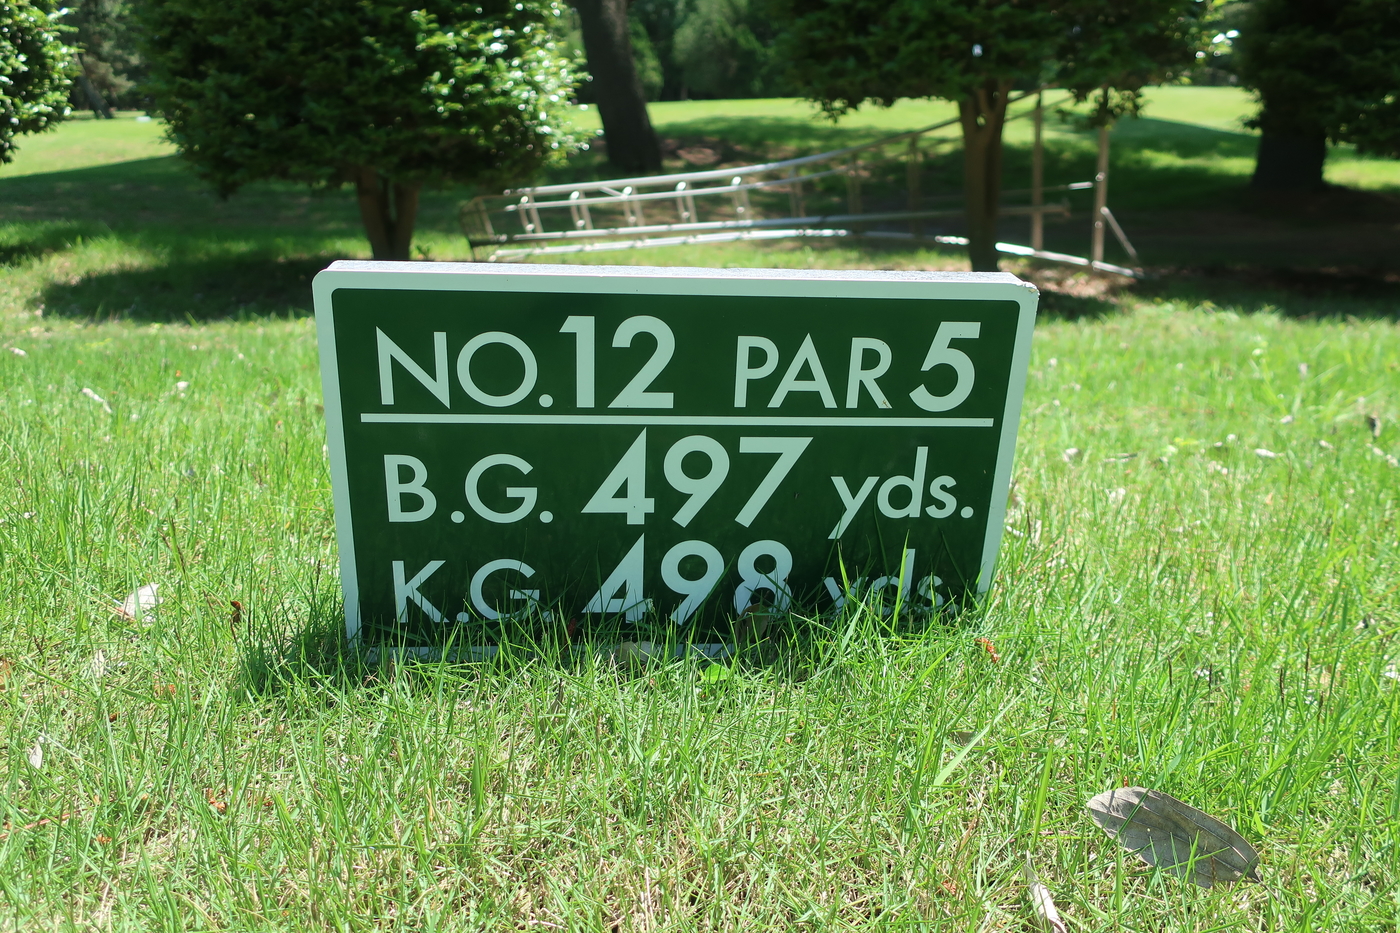 NO.12 PAR 5
B.G. 497 yds.
K.G. 498 yds.